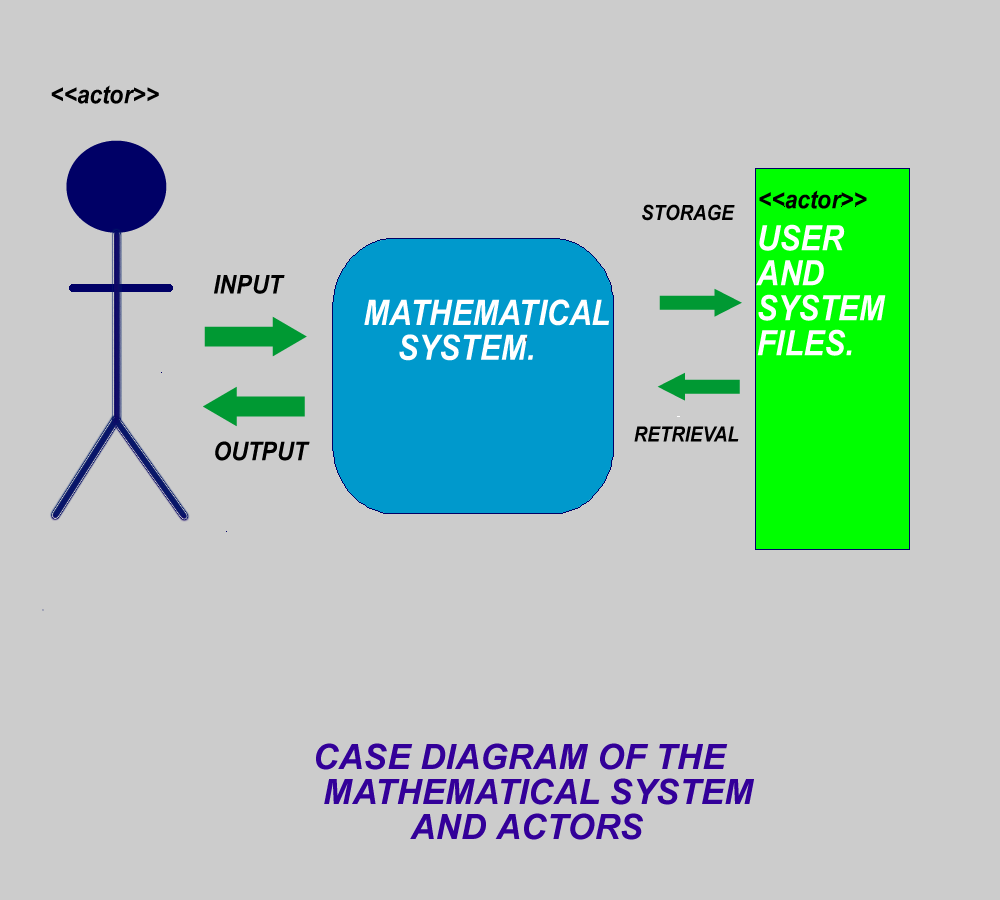 <<actor>>
INPUT
OUTPUT
MATHEMATICAL
SYSTEM.
STORAGE
RETRIEVAL
<<actor>>
USER
AND
SYSTEM
FILES.
CASE DIAGRAM OF THE
MATHEMATICAL SYSTEM
AND ACTORS